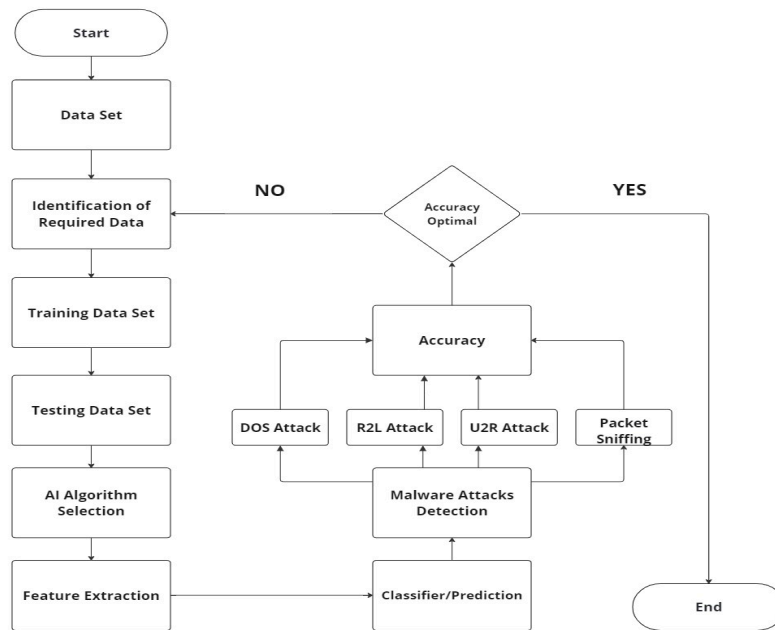 Start
Data Set
Identification of
Required Data
Training Data Set
Testing Data Set
AI Algorithm
Selection
Feature Extraction
Classifier/Prediction
Malware Attacks
Detection
DOS Attack
R2L Attack
U2R Attack
Packet
Sniffing
Accuracy
Accuracy
Optimal
NO
YES
End